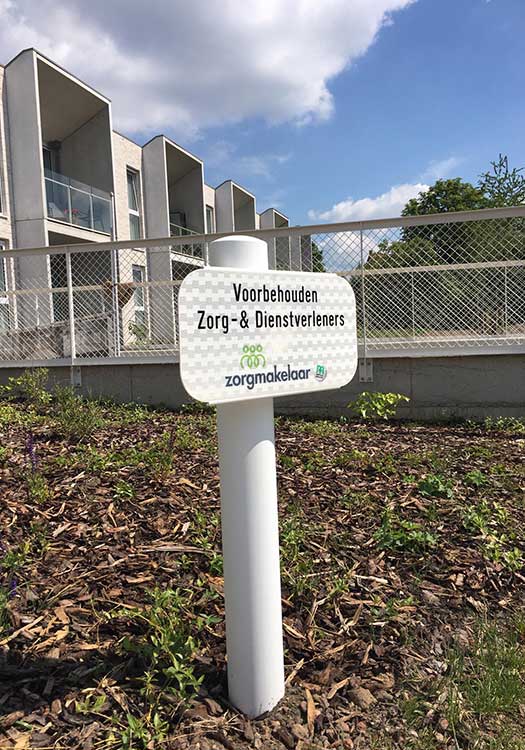 Voorbehouden
Zorg-& Dienstverleners
zorgmakelaar